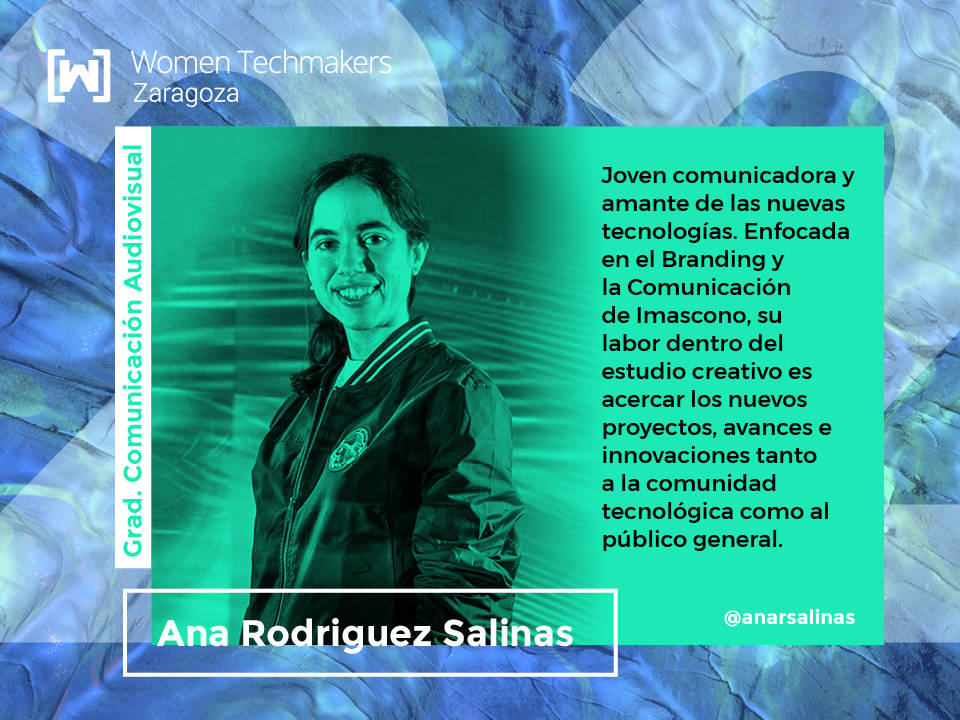 Women Techmakers
Zaragoza
Grad. Comunicación Audiovisual
Joven comunicadora y
amante de las nuevas
tecnologías. Enfocada
en el Branding y
la Comunicación
de Imascono, su
labor dentro del
estudio creativo es
acercar los nuevos
proyectos, avances e
innovaciones tanto
a la comunidad
tecnológica como al
público general.
@anarsalinas
Ana Rodriguez Salinas